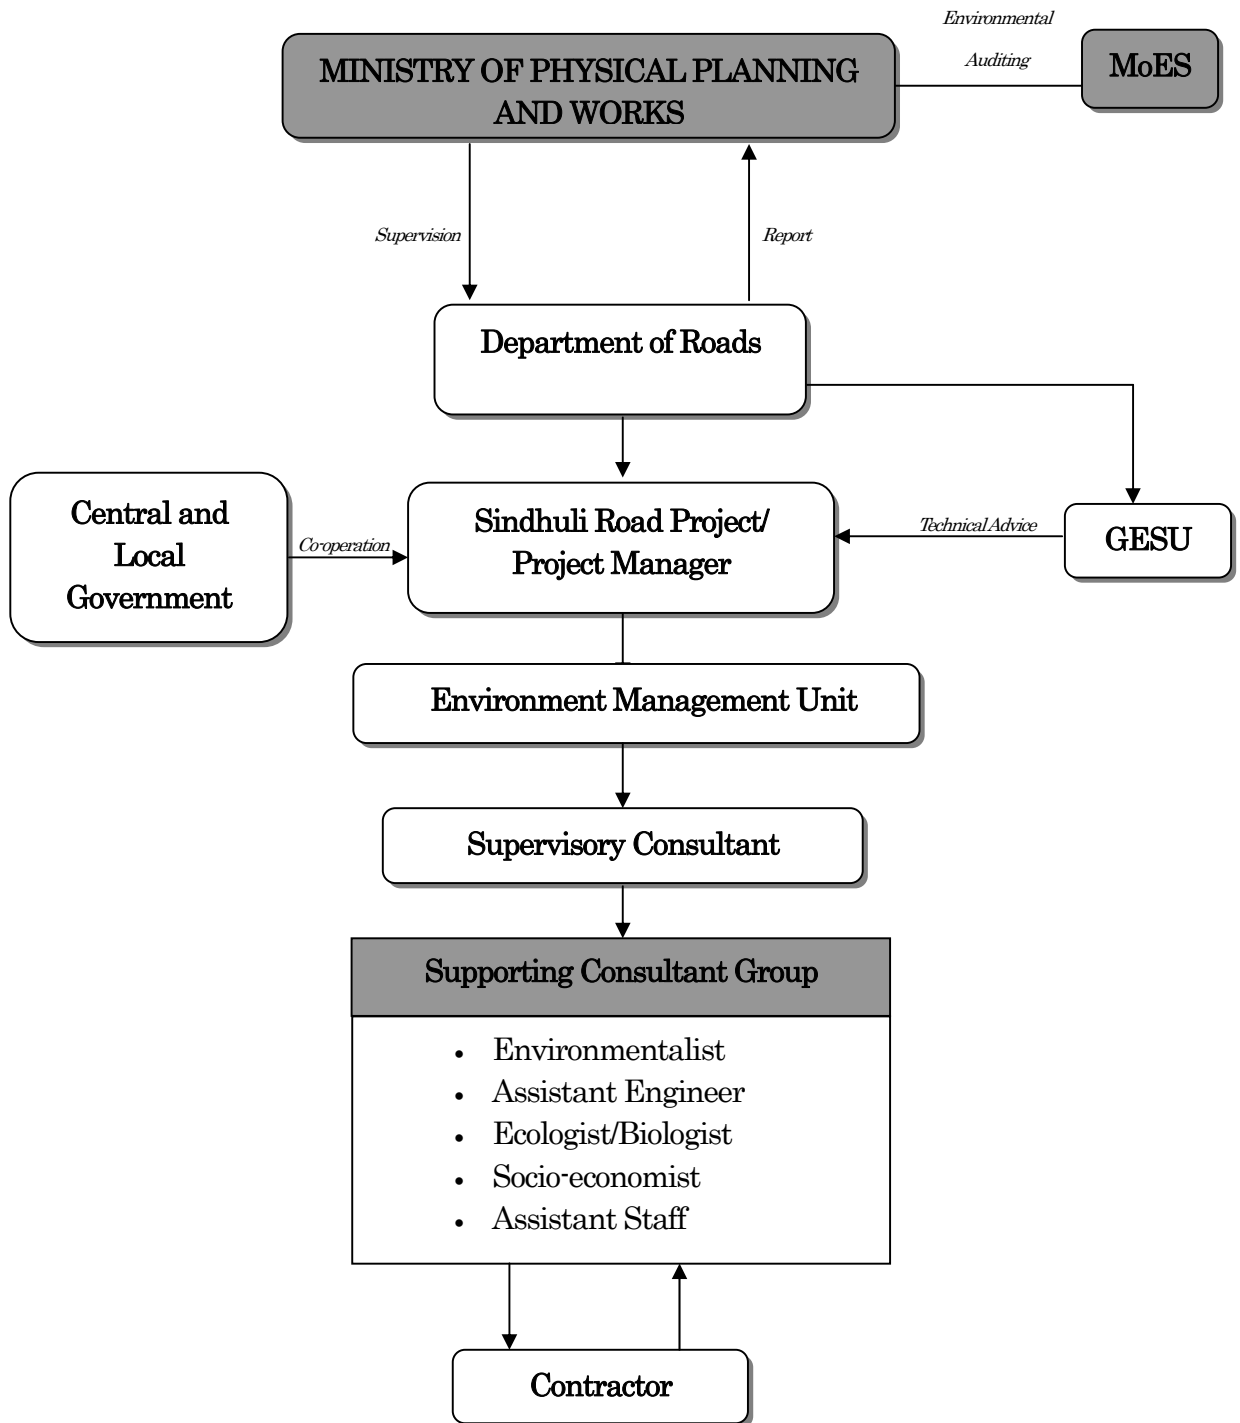 Environmental
Auditing
MINISTRY OF PHYSICAL PLANNING
AND WORKS
MoES
Supervision
Report
Department of Roads
Central and
Local
Government
Co-operation
Sindhuli Road Project/
Project Manager
Technical Advice
GESU
Environment Management Unit
Supervisory Consultant
Supporting Consultant Group
• Environmentalist
• Assistant Engineer
• Ecologist/Biologist
• Socio-economist
• Assistant Staff
Contractor